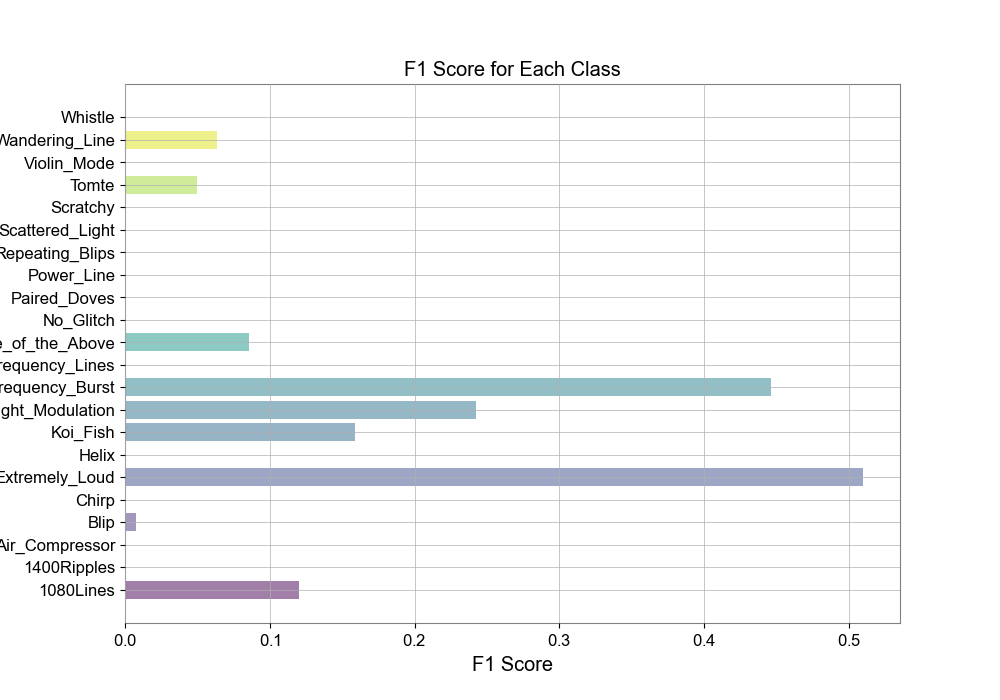 F1 Score for Each Class
Whistle
Wandering_Line
Violin_Mode
Tomte
Scratchy
Scattered_Light
Repeating_Blips
Power_Line
Paired_Doves
No_Glitch
e_of_the_Above
requency_Lines
requency_Burst
ght_Modulation
Koi_Fish
Helix
Extremely_Loud
Chirp
Blip
Air_Compressor
1400Ripples
1080Lines
0.0 0.1 0.2 0.3 0.4 0.5
F1 Score